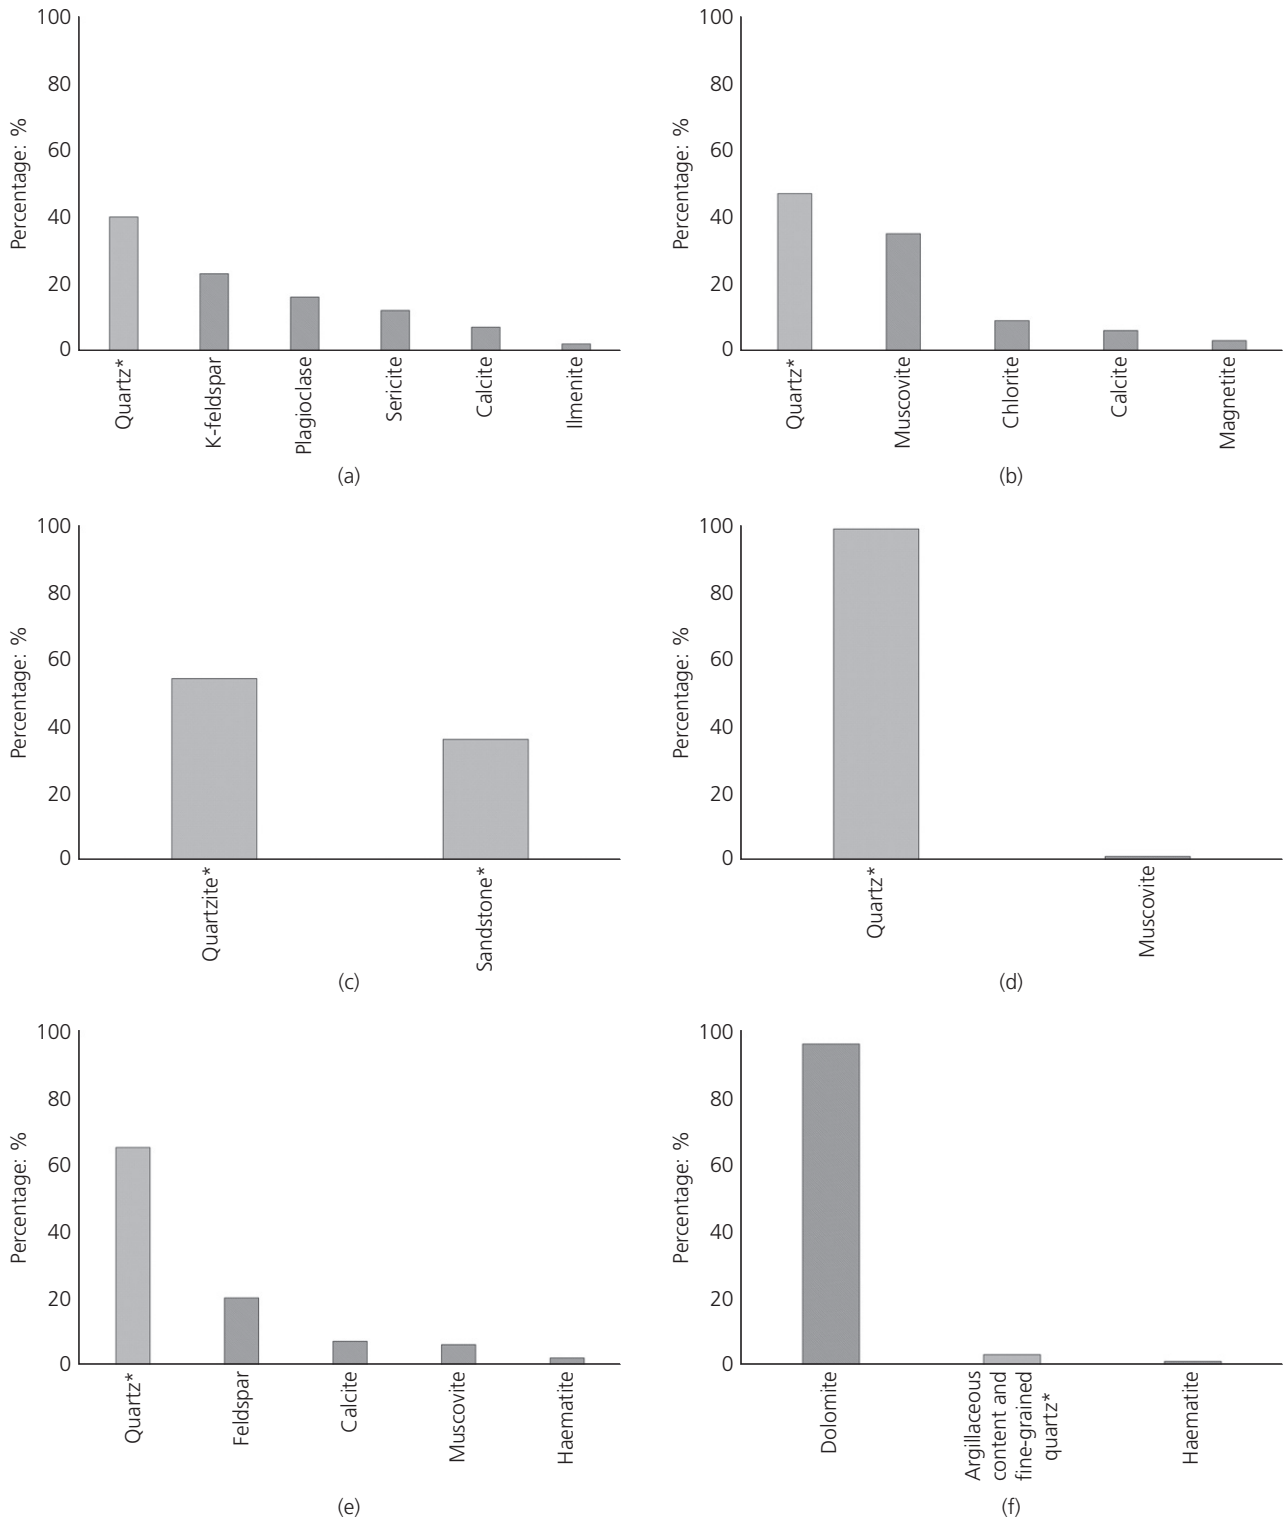 100
80
60
40
20
0
Percentage: %
Quartz*
K-feldspar
Plagioclase
Sericite
Calcite
Ilmenite
(a)
100
80
60
40
20
0
Percentage: %
Quartz*
Muscovite
Chlorite
Calcite
Magnetite
(b)
100
80
60
40
20
0
Percentage: %
Quartzite*
Sandstone*
(c)
100
80
60
40
20
0
Percentage: %
Quartz*
Muscovite
(d)
100
80
60
40
20
0
Percentage: %
Quartz*
Feldspar
Calcite
Muscovite
Haematite
(e)
100
80
60
40
20
0
Percentage: %
Dolomite
Argillaceous
content and
fine-grained
quartz*
Haematite
(f)